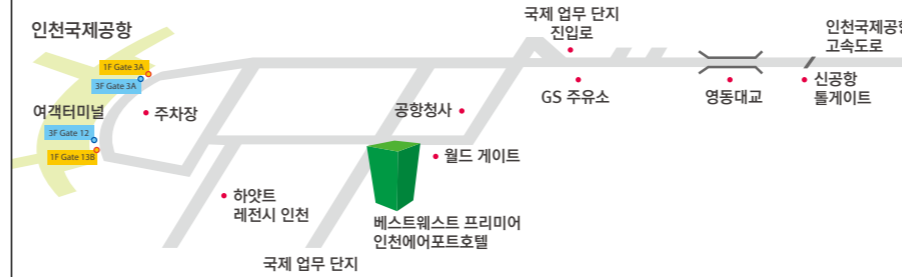 인천국제공항
1F Gate 3A
3F Gate 3A
여객터미널
3F Gate 12
1F Gate 13B
주차장
하얏트
레전시 인천
국제 업무 단지
공항청사
월드 게이트
베스트웨스트 프리미어
인천에어포트호텔
국제 업무 단지
진입로
GS 주유소
영동대교
인천국제공항
고속도로
신공항
톨게이트